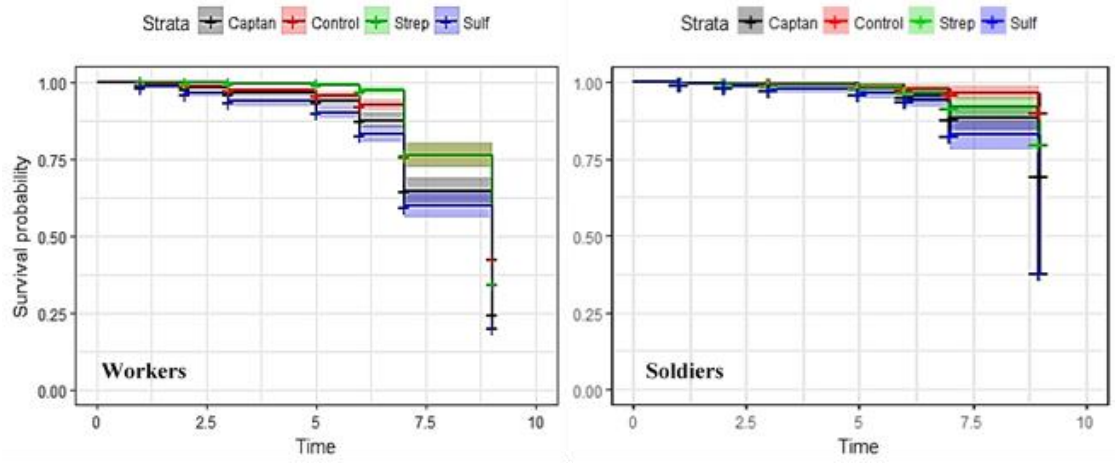 Strata Captan Control Strep Sulf
Survival probability
1.00
0.75
0.50
0.25
0.00
Workers
0 2.5 5 7.5 10
Time
Strata Captan Control Strep Sulf
1.00
0.75
0.50
0.25
0.00
Soldiers
0 2.5 5 7.5 10
Time